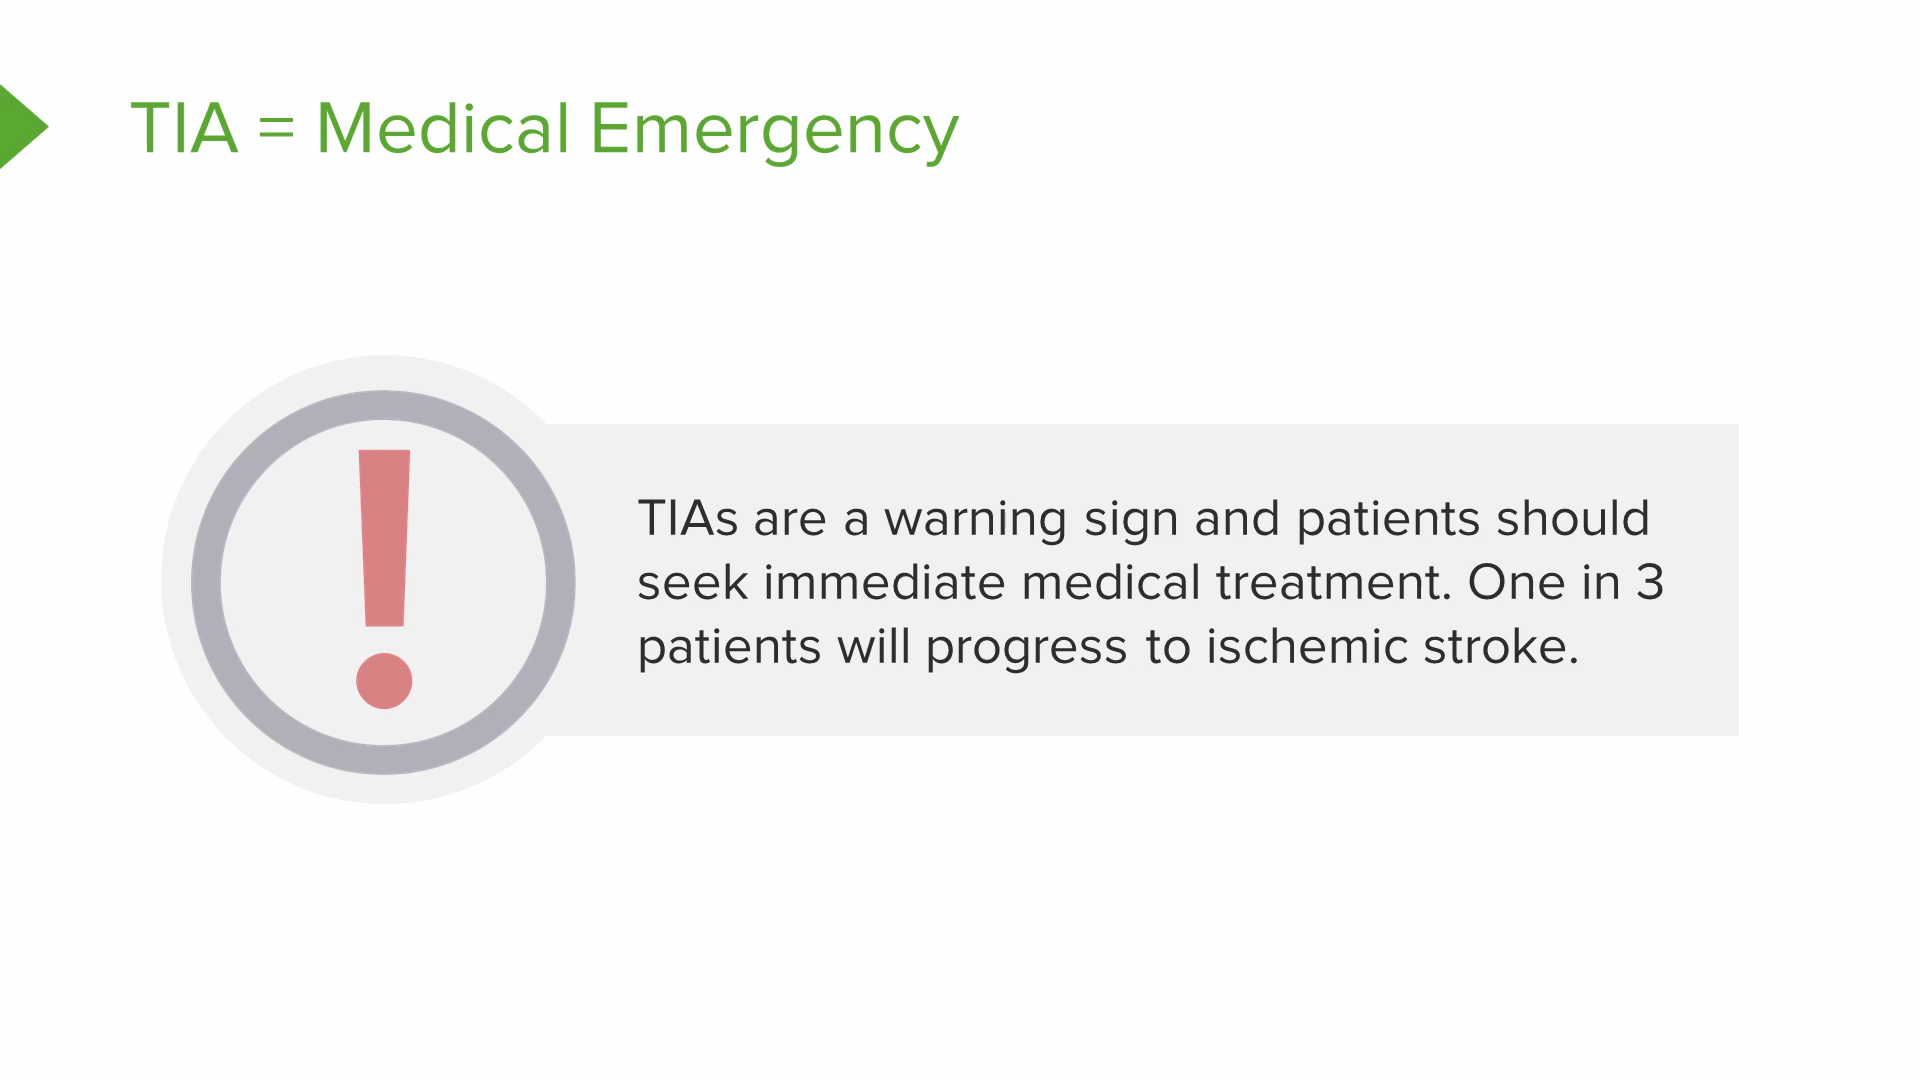 TIA = Medical Emergency
TIAs are a warning sign and patients should
seek immediate medical treatment. One in 3
patients will progress to ischemic stroke.